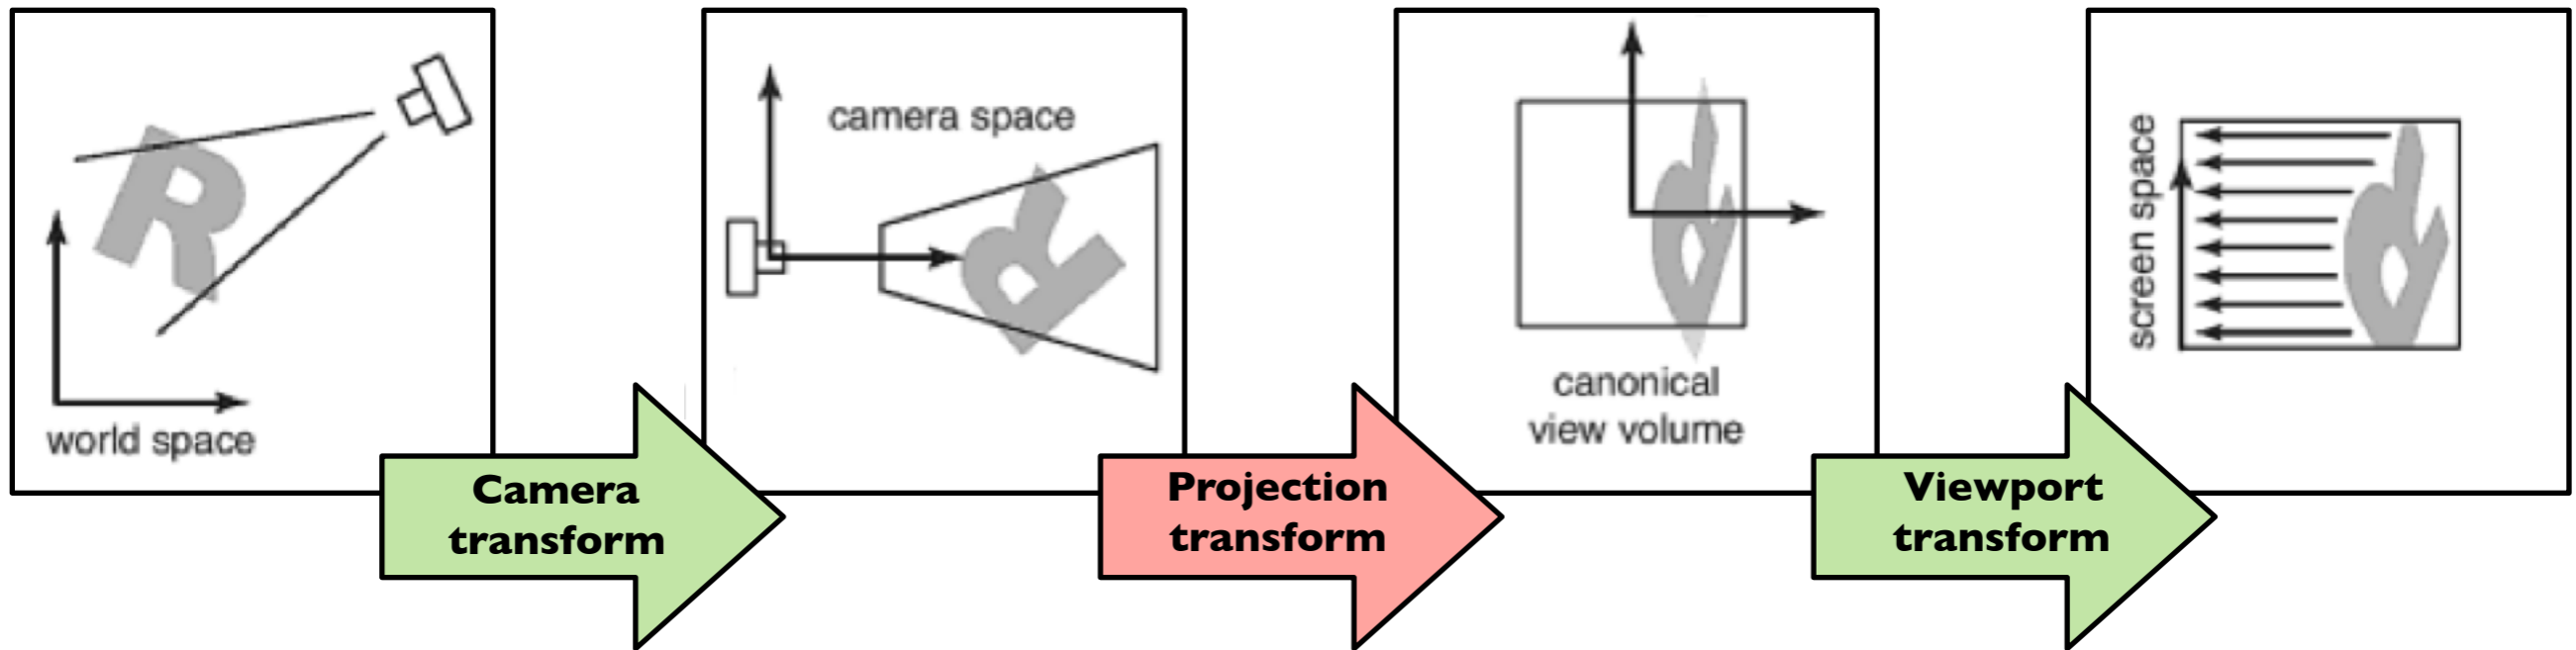 world space
Camera
transform
camera space
Projection
transform
canonical
view volume
Viewport
transform
screen space